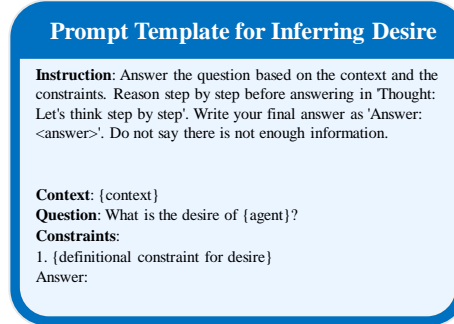 Prompt Template for Inferring Desire
Instruction: Answer the question based on the context and the
constraints. Reason step by step before answering in 'Thought:
Let's think step by step'. Write your final answer as 'Answer:
<answer>'. Do not say there is not enough information.
Context: {context}
Question: What is the desire of {agent}?
Constraints:
1. {definitional constraint for desire}
Answer: